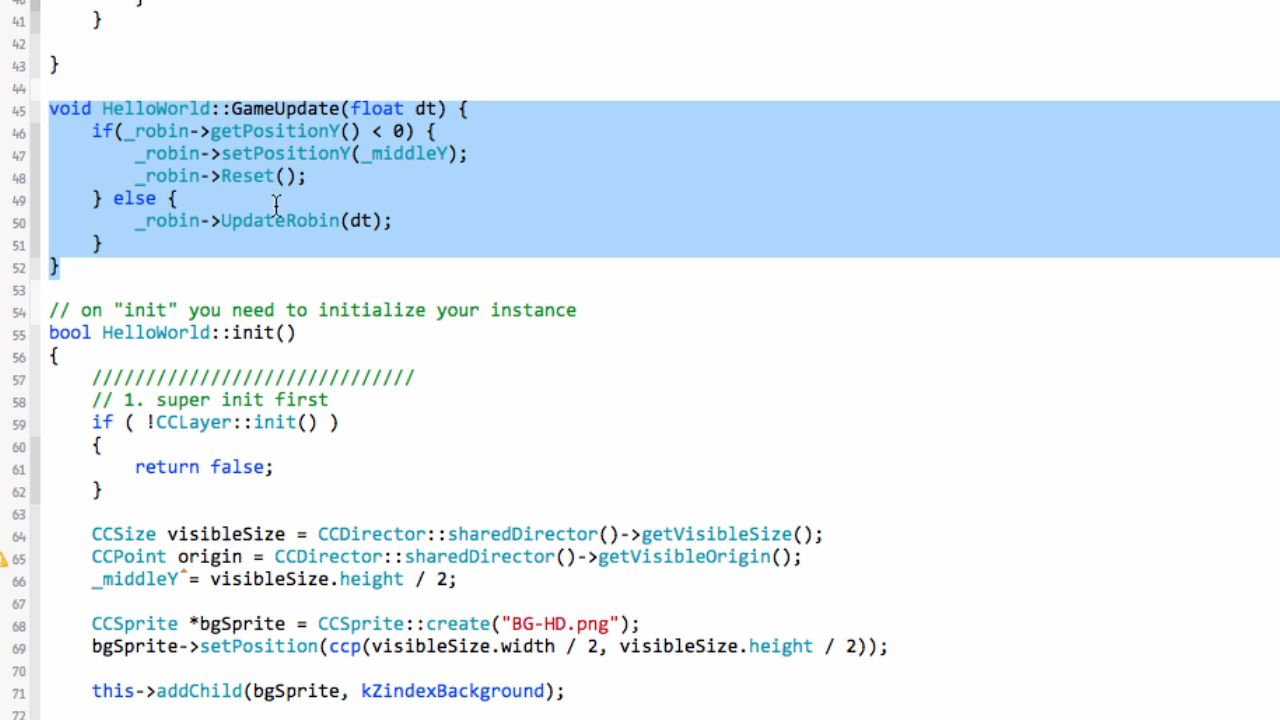 41 }
42
43 }
44
45 void HelloWorld::GameUpdate(float dt) {
46 if(_robin->getPositionY() < 0) {
47 _robin->setPositionY(_middleY);
48 _robin->Reset();
49 } else {
50 _robin->UpdateRobin(dt);
51 }
52 }
53
54 // on "init" you need to initialize your instance
55 bool HelloWorld::init()
56 {
57 //////////////////////////////
58 // 1. super init first
59 if ( !CCLayer::init() )
60 {
61 return false;
62 }
63
64 CCSize visibleSize = CCDirector::sharedDirector()->getVisibleSize();
65 CCPoint origin = CCDirector::sharedDirector()->getVisibleOrigin();
66 _middleY = visibleSize.height / 2;
67
68 CCSprite *bgSprite = CCSprite::create("BG-HD.png");
69 bgSprite->setPosition(ccp(visibleSize.width / 2, visibleSize.height / 2));
70
71 this->addChild(bgSprite, kZindexBackground);
72